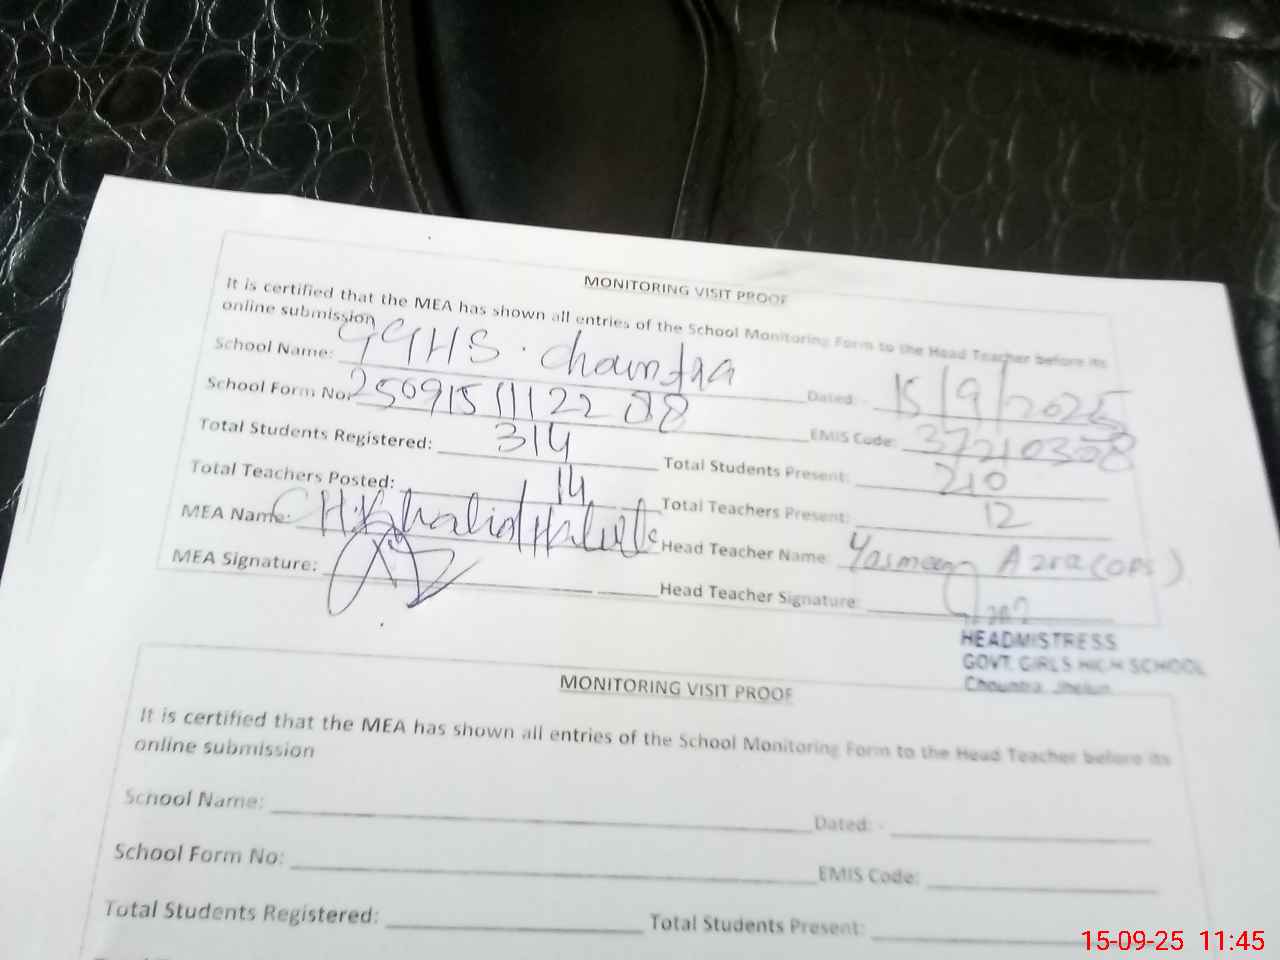 MONITORING VISIT PROOF
It is certified that the MEA has shown all entries of the School Monitoring Form to the Head Teacher before its
online submission
School Name: GGHS. Chountra Dated: - 15/9/2025
School Form No: 25091511122 88 EMIS Code: 37210308
Total Students Registered: 314 Total Students Present: 210
Total Teachers Posted: 14 Total Teachers Present: 12
MEA Name: CH. Khalid Head Teacher Name: Yasmeen Azra (OPS)
MEA Signature: Head Teacher Signature:
HEADMISTRESS
GOVT. GIRLS HIGH SCHOOL
Chountra Jhelum
MONITORING VISIT PROOF
It is certified that the MEA has shown all entries of the School Monitoring Form to the Head Teacher before its
online submission
School Name: Dated: -
School Form No: EMIS Code:
Total Students Registered: Total Students Present:
15-09-25 11:45